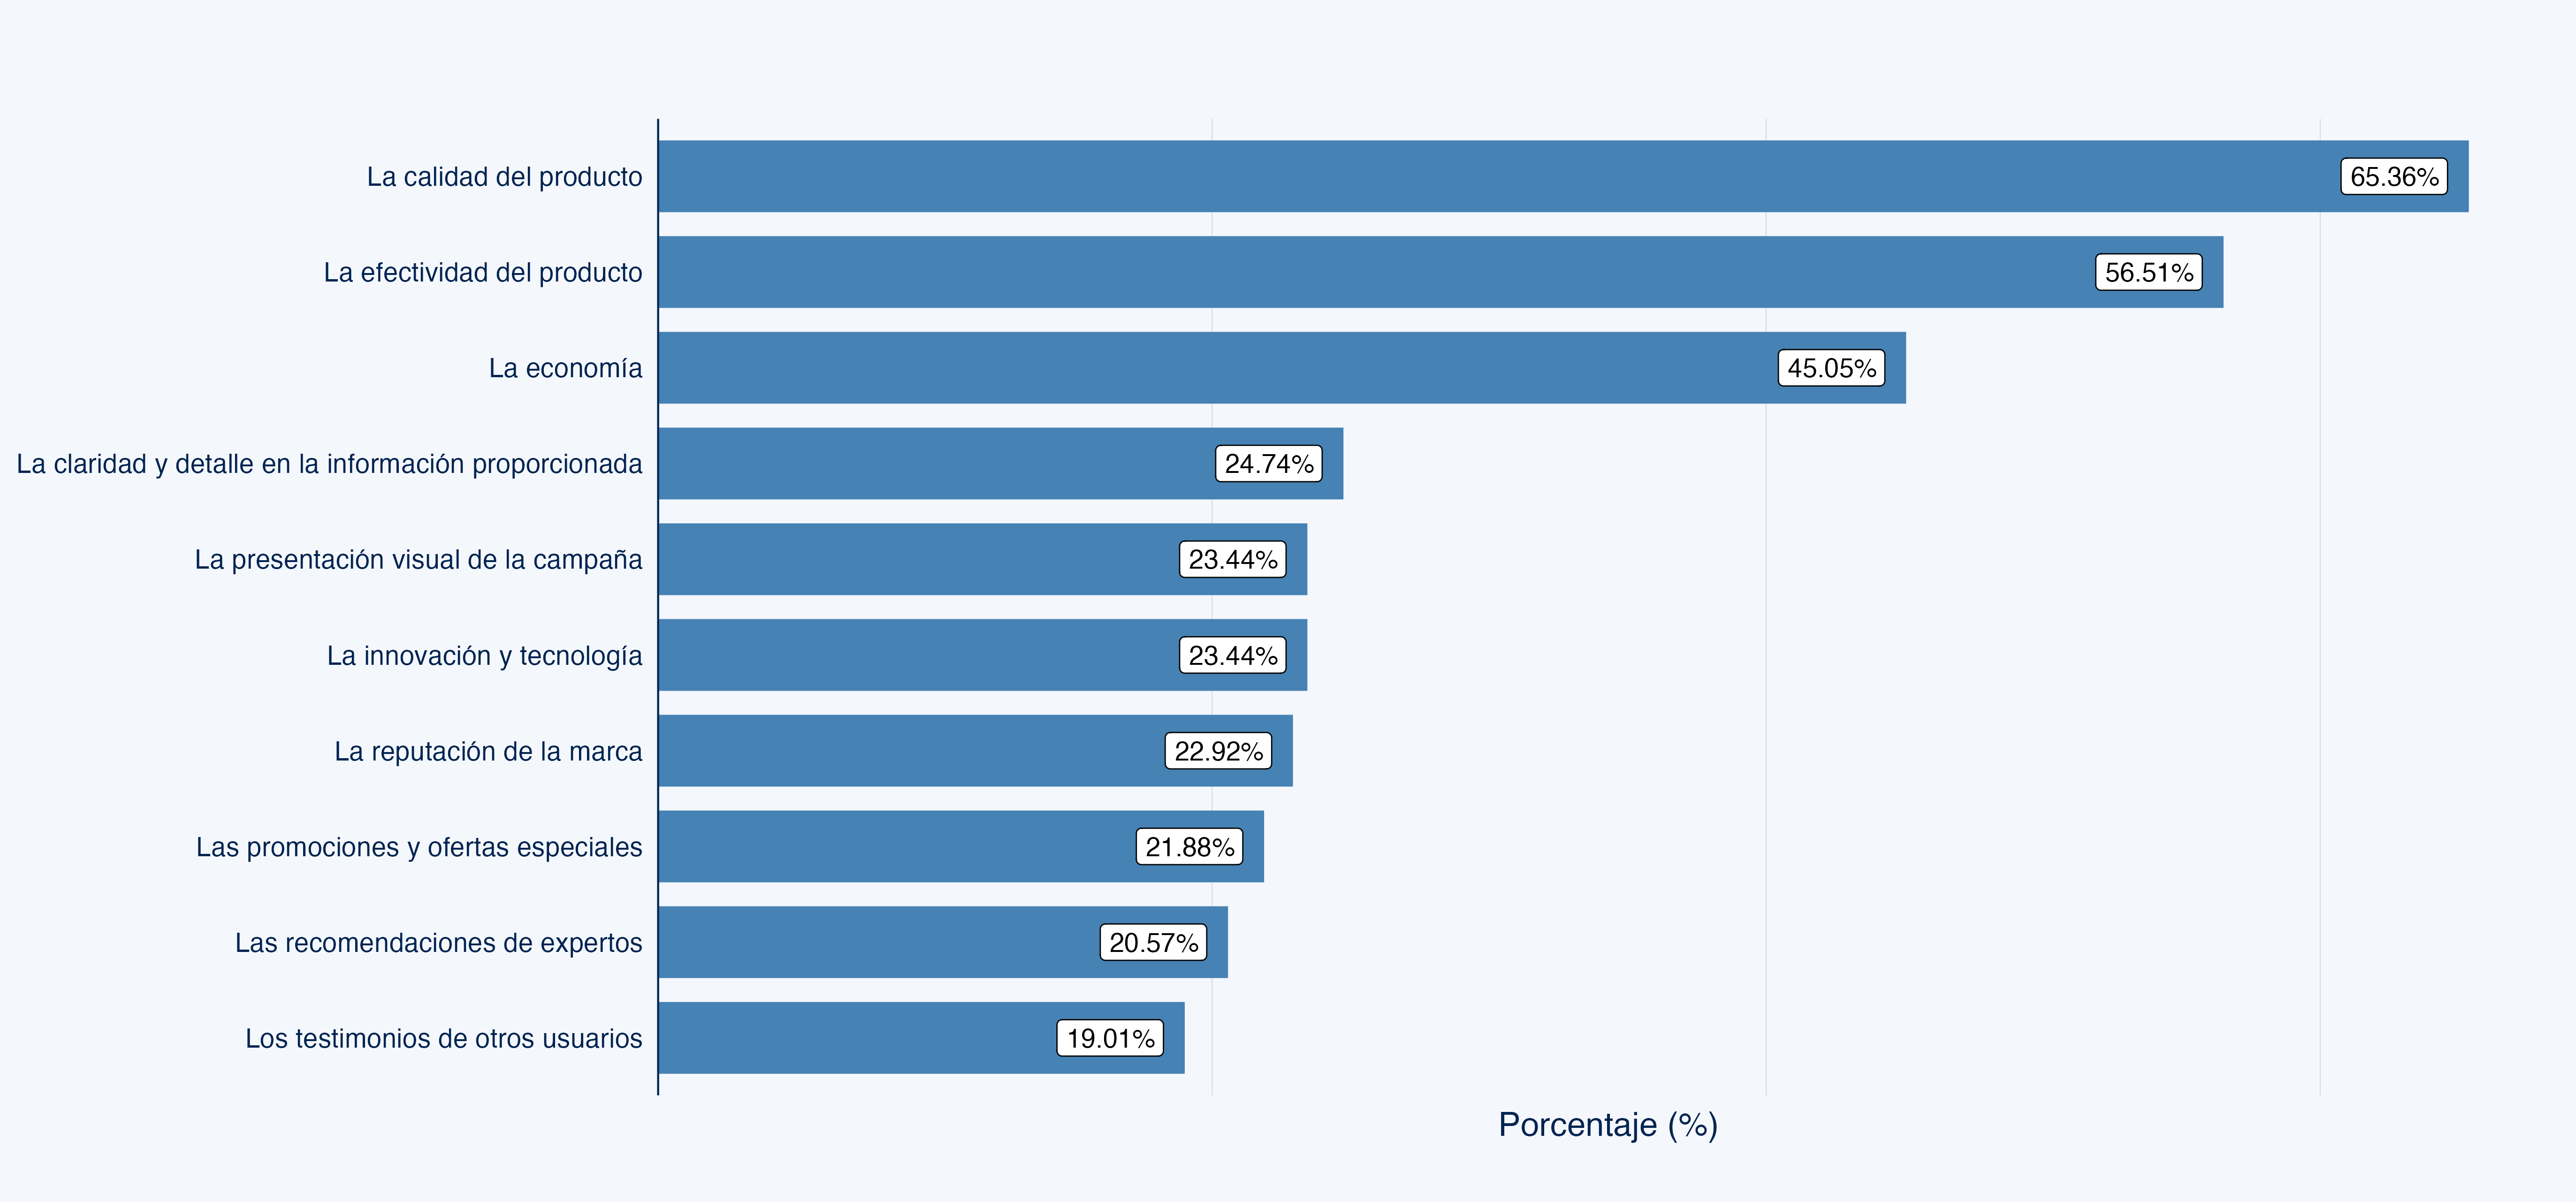 La calidad del producto 65.36%
La efectividad del producto 56.51%
La economía 45.05%
La claridad y detalle en la información proporcionada 24.74%
La presentación visual de la campaña 23.44%
La innovación y tecnología 23.44%
La reputación de la marca 22.92%
Las promociones y ofertas especiales 21.88%
Las recomendaciones de expertos 20.57%
Los testimonios de otros usuarios 19.01%
Porcentaje (%)